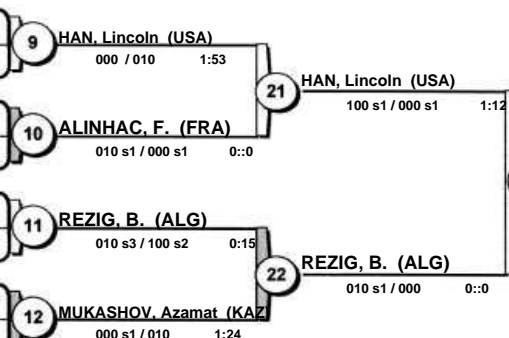 9
HAN, Lincoln (USA)
000 / 010 1:53
21
HAN, Lincoln (USA)
100 s1 / 000 s1 1:12
10
ALINHAC, F. (FRA)
010 s1 / 000 s1 0::0
11
REZIG, B. (ALG)
010 s3 / 100 s2 0:15
22
REZIG, B. (ALG)
010 s1 / 000 0::0
12
MUKASHOV, Azamat (KAZ
000 s1 / 010 1:24